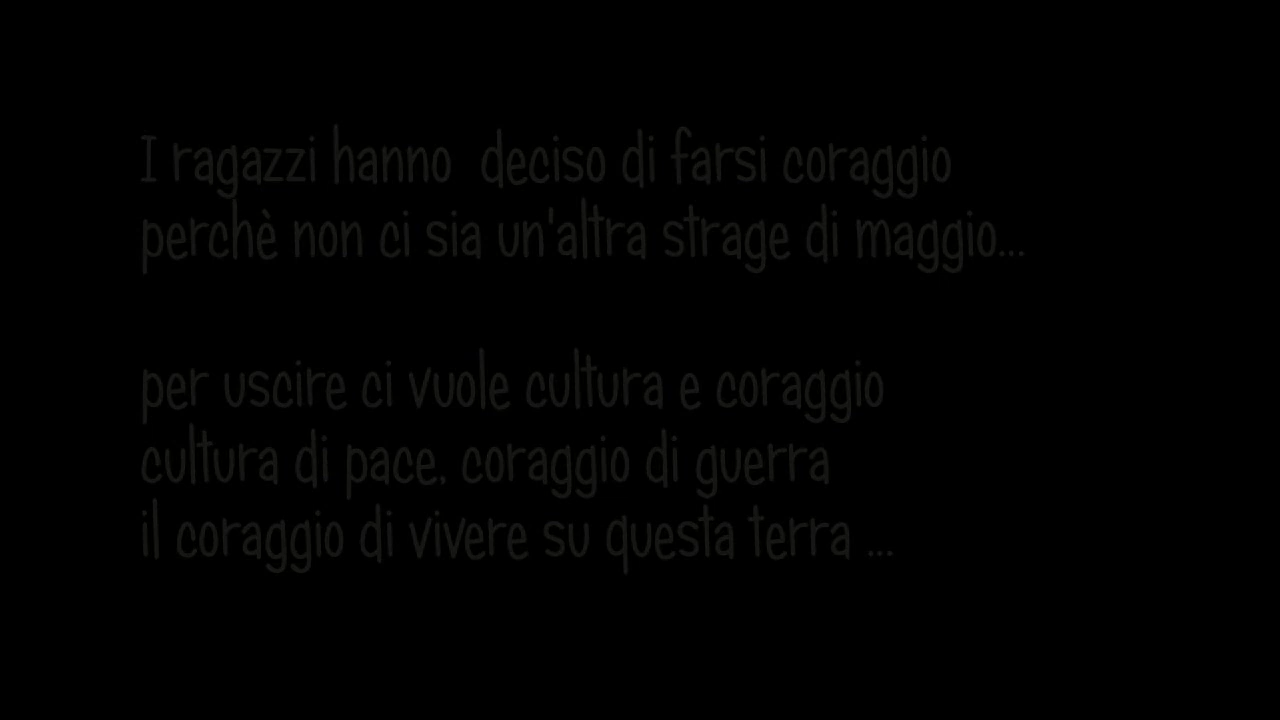 I ragazzi hanno  deciso di farsi coraggio
perchè non ci sia un'altra strage di maggio...
per uscire ci vuole cultura e coraggio
cultura di pace, coraggio di guerra
il coraggio di vivere su questa terra ...